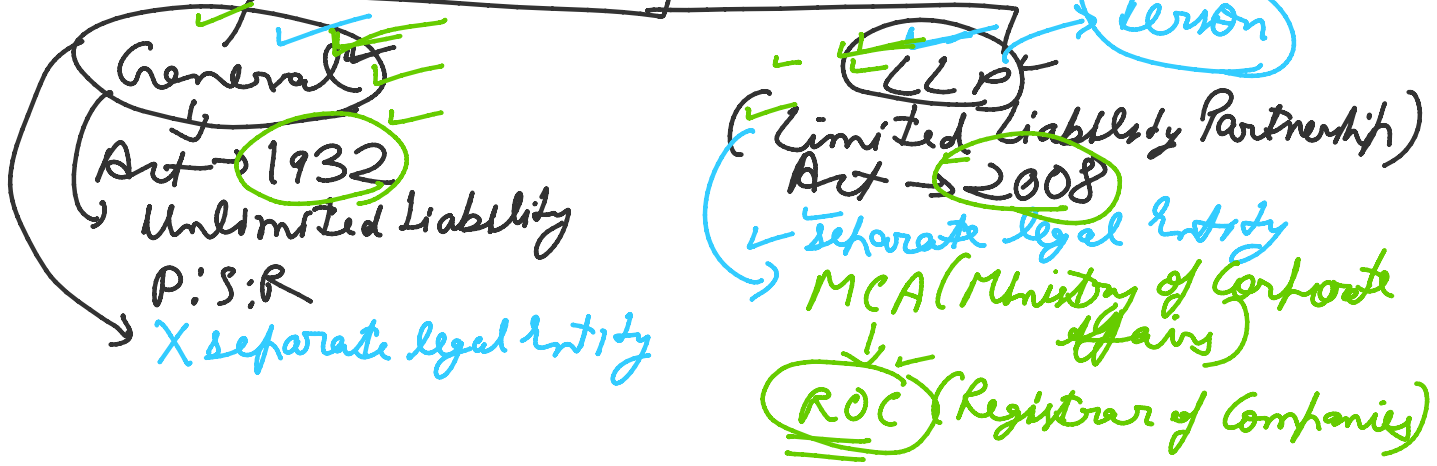 General
Act → 1932
Unlimited Liability
P:S:R
X separate legal Entity
Person
LLP
(Limited Liability Partnership)
Act → 2008
separate legal Entity
MCA (Ministry of Corporate
Affairs)
ROC (Registrar of Companies)